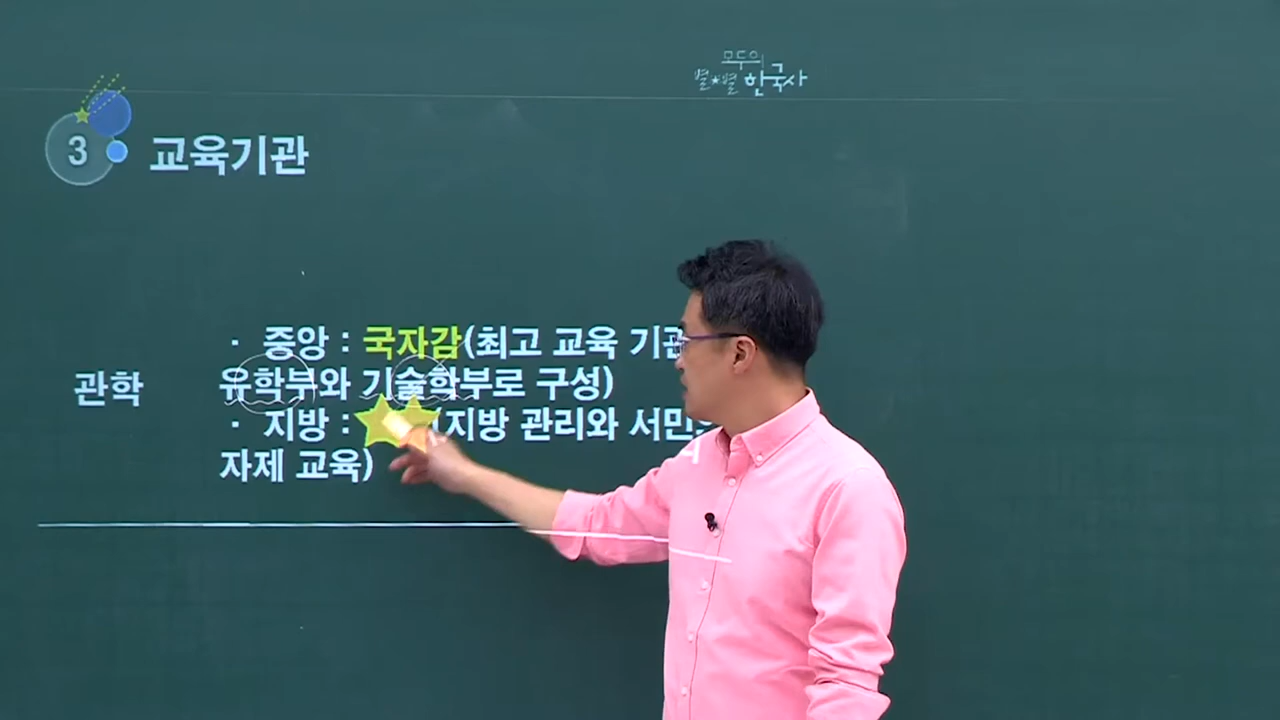 모두의
별★별 한국사
3 교육기관
· 중앙 : 국자감(최고 교육 기관
관학 유학부와 기술학부로 구성)
· 지방 : (지방 관리와 서민의
자제 교육)